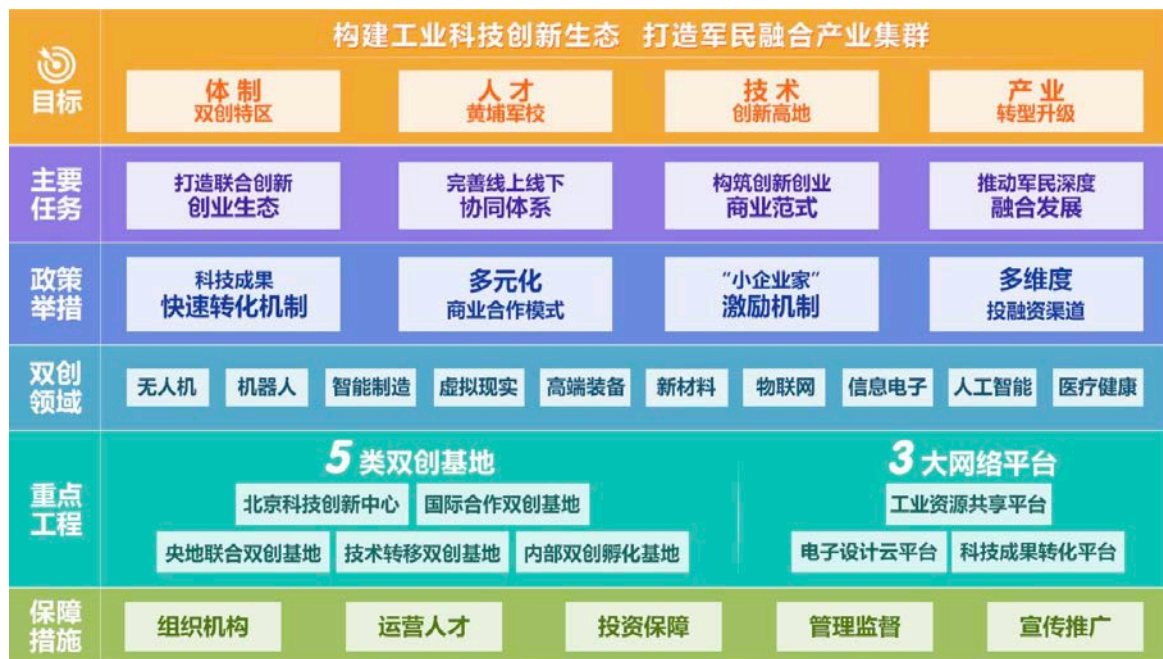 构建工业科技创新生态 打造军民融合产业集群
目标
体制
双创特区
人才
黄埔军校
技术
创新高地
产业
转型升级
主要
任务
打造联合创新
创业生态
完善线上线下
协同体系
构筑创新创业
商业范式
推动军民深度
融合发展
政策
举措
科技成果
快速转化机制
多元化
商业合作模式
“小企业家”
激励机制
多维度
投融资渠道
双创
领域
无人机 机器人 智能制造 虚拟现实 高端装备 新材料 物联网 信息电子 人工智能 医疗健康
重点
工程
5类双创基地
北京科技创新中心 国际合作双创基地
央地联合双创基地 技术转移双创基地 内部双创孵化基地
3大网络平台
工业资源共享平台
电子设计云平台 科技成果转化平台
保障
措施
组织机构 运营人才 投资保障 管理监督 宣传推广